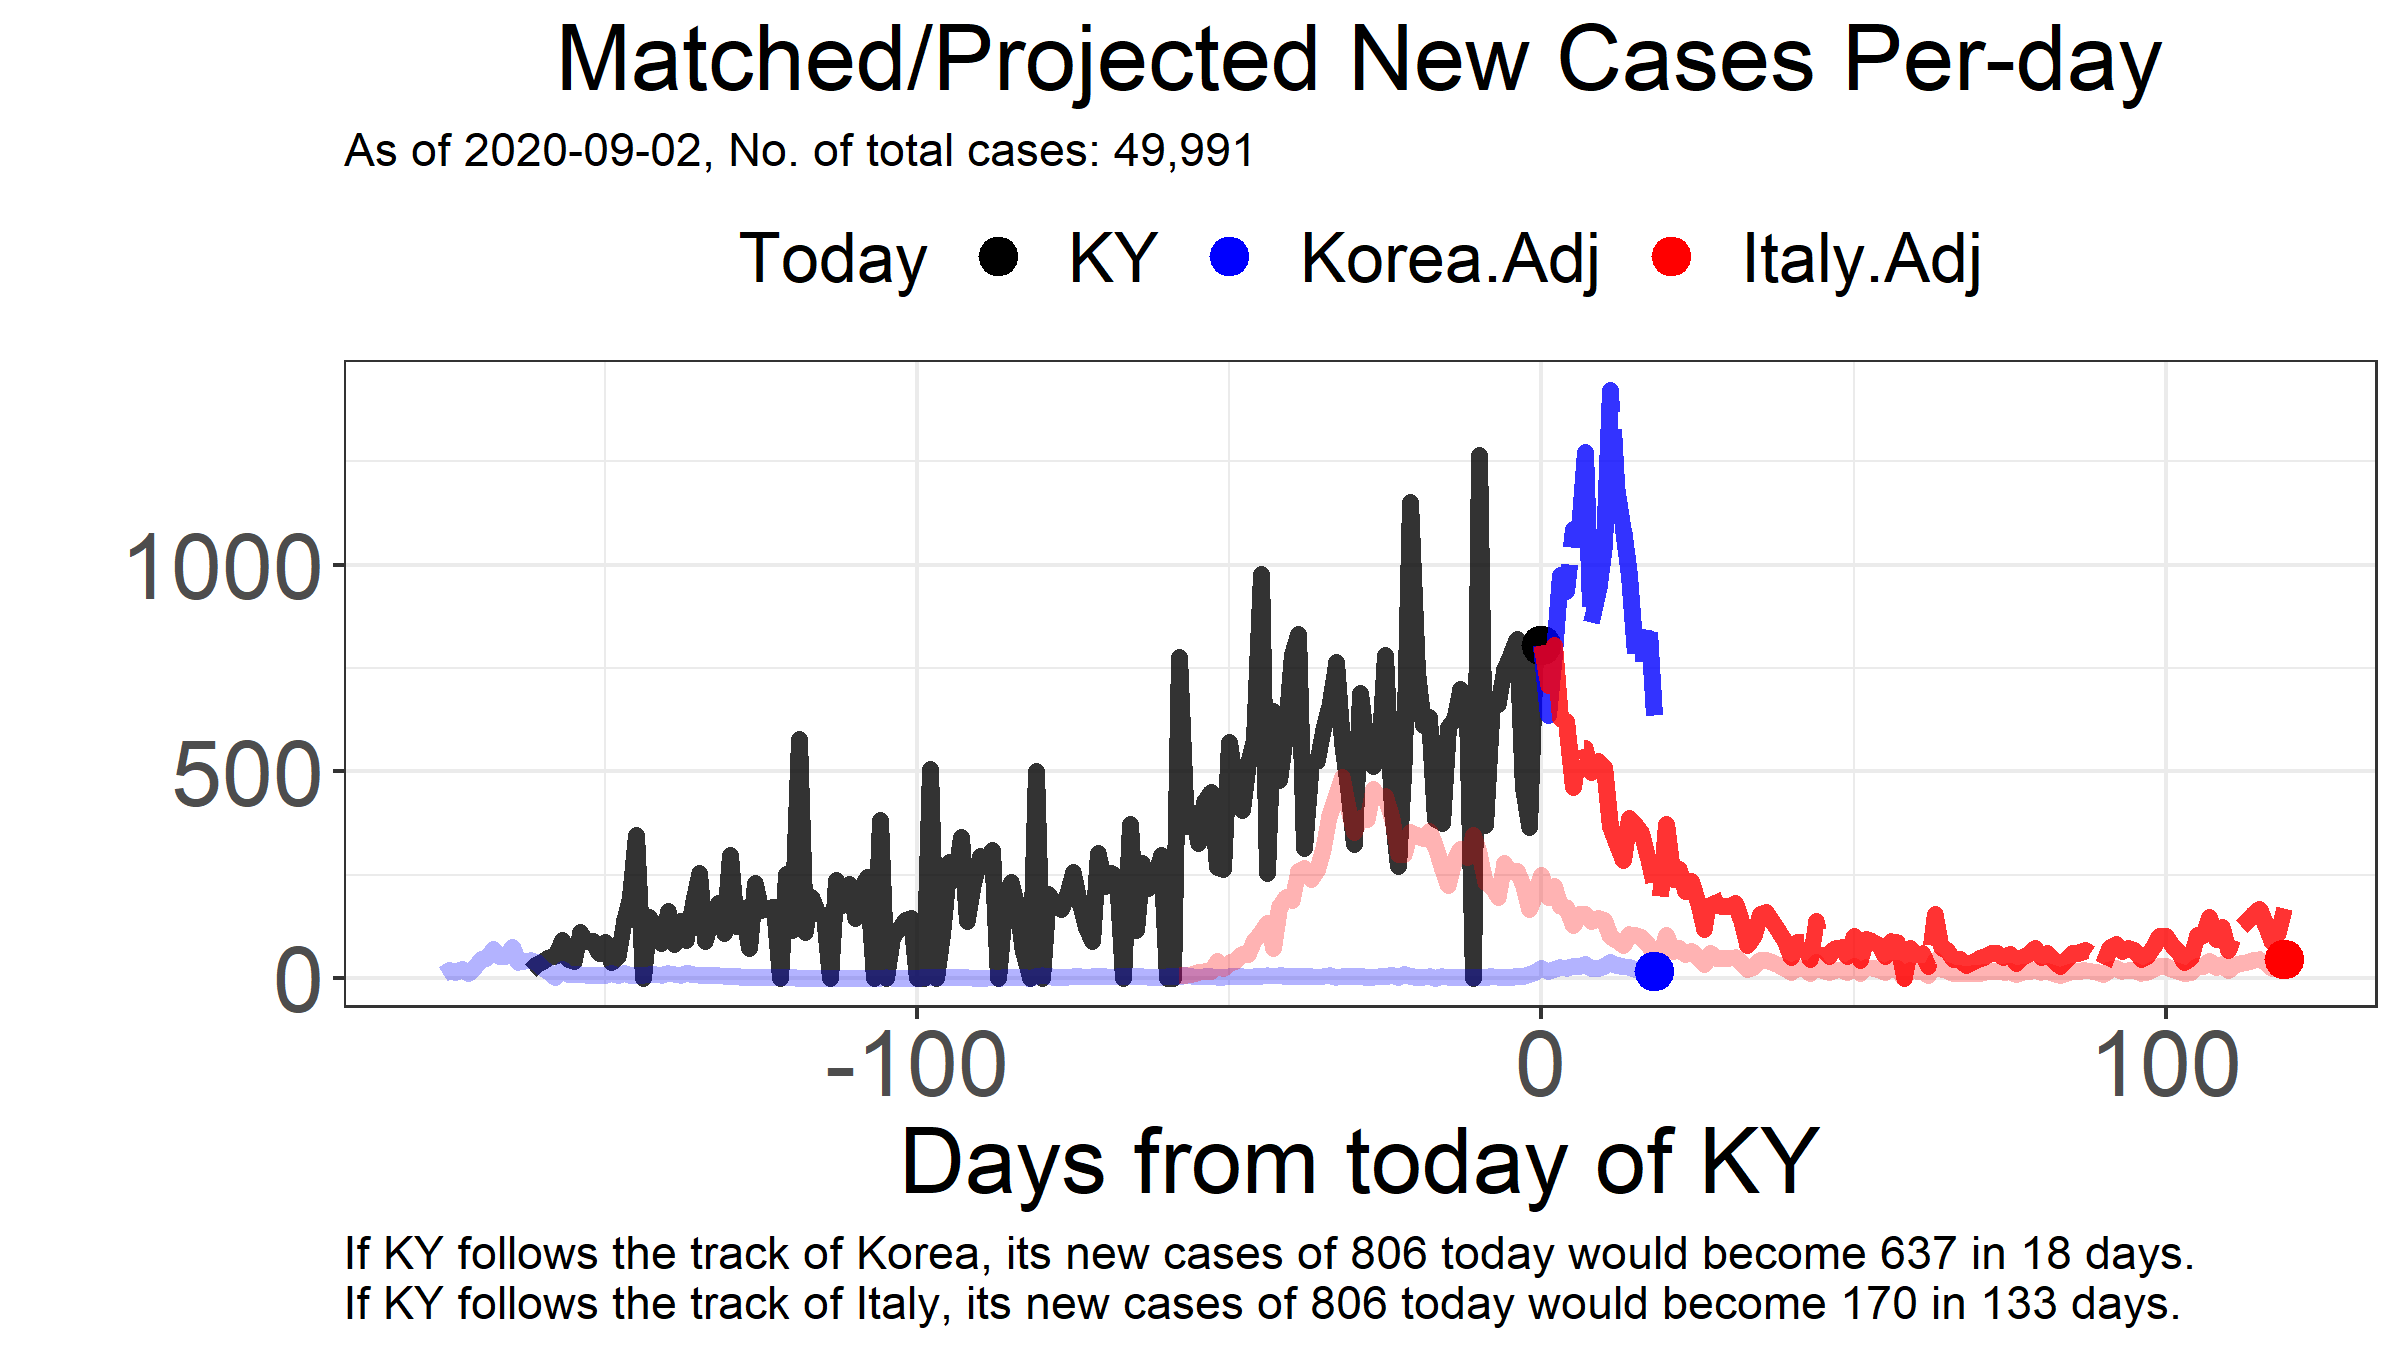 Matched/Projected New Cases Per-day
As of 2020-09-02, No. of total cases: 49,991
Today KY Korea.Adj Italy.Adj
1000
500
0
-100 0 100
Days from today of KY
If KY follows the track of Korea, its new cases of 806 today would become 637 in 18 days.
If KY follows the track of Italy, its new cases of 806 today would become 170 in 133 days.